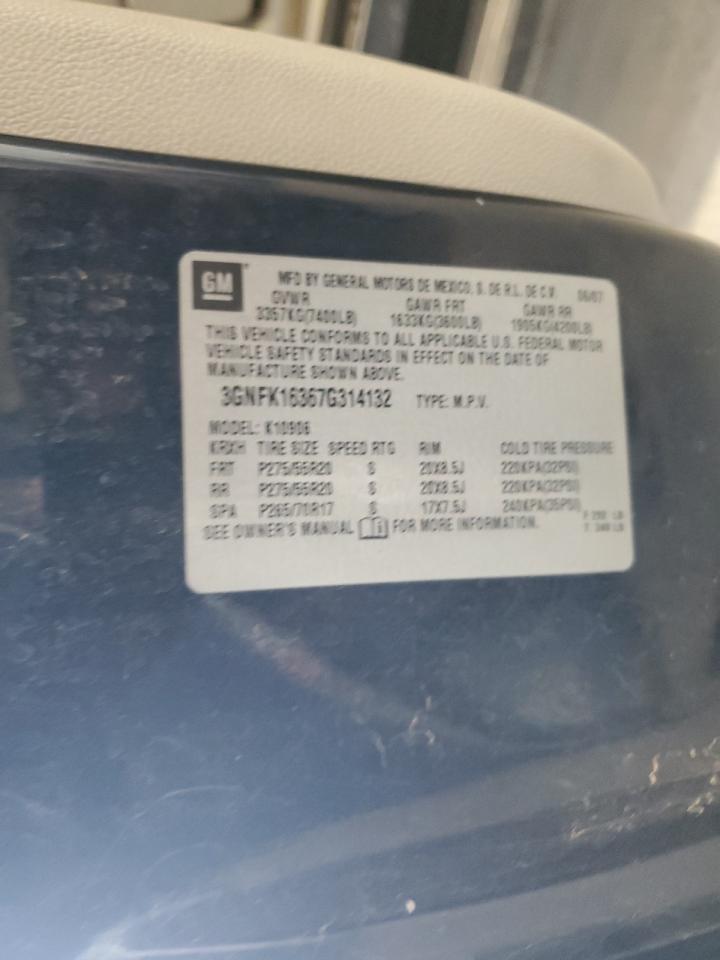 GM
MFD BY GENERAL MOTORS DE MEXICO, S. DE R.L. DE C.V. 06/07
GVWR GAWR FRT GAWR RR
3357KG(7400LB) 1633KG(3600LB) 1905KG(4200LB)
THIS VEHICLE CONFORMS TO ALL APPLICABLE U.S. FEDERAL MOTOR
VEHICLE SAFETY STANDARDS IN EFFECT ON THE DATE OF
MANUFACTURE SHOWN ABOVE.
3GNFK16367G314132 TYPE: M.P.V.
MODEL: K10906
KRXH TIRE SIZE SPEED RTG RIM COLD TIRE PRESSURE
FRT P275/55R20 S 20X8.5J 220KPA(32PSI)
RR P275/55R20 S 20X8.5J 220KPA(32PSI)
SPA P265/70R17 S 17X7.5J 240KPA(35PSI)
SEE OWNER'S MANUAL FOR MORE INFORMATION.